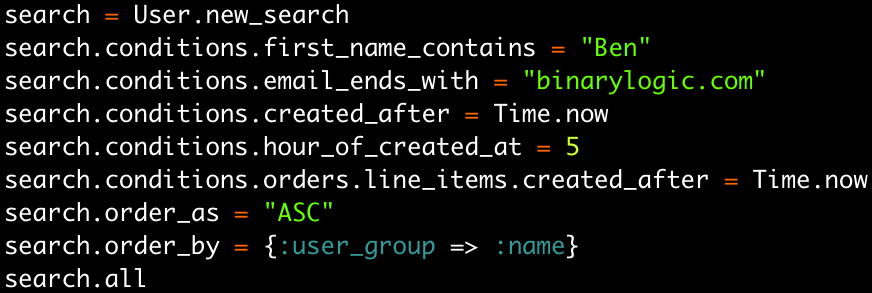 search = User.new_search
search.conditions.first_name_contains = "Ben"
search.conditions.email_ends_with = "binarylogic.com"
search.conditions.created_after = Time.now
search.conditions.hour_of_created_at = 5
search.conditions.orders.line_items.created_after = Time.now
search.order_as = "ASC"
search.order_by = {:user_group => :name}
search.all